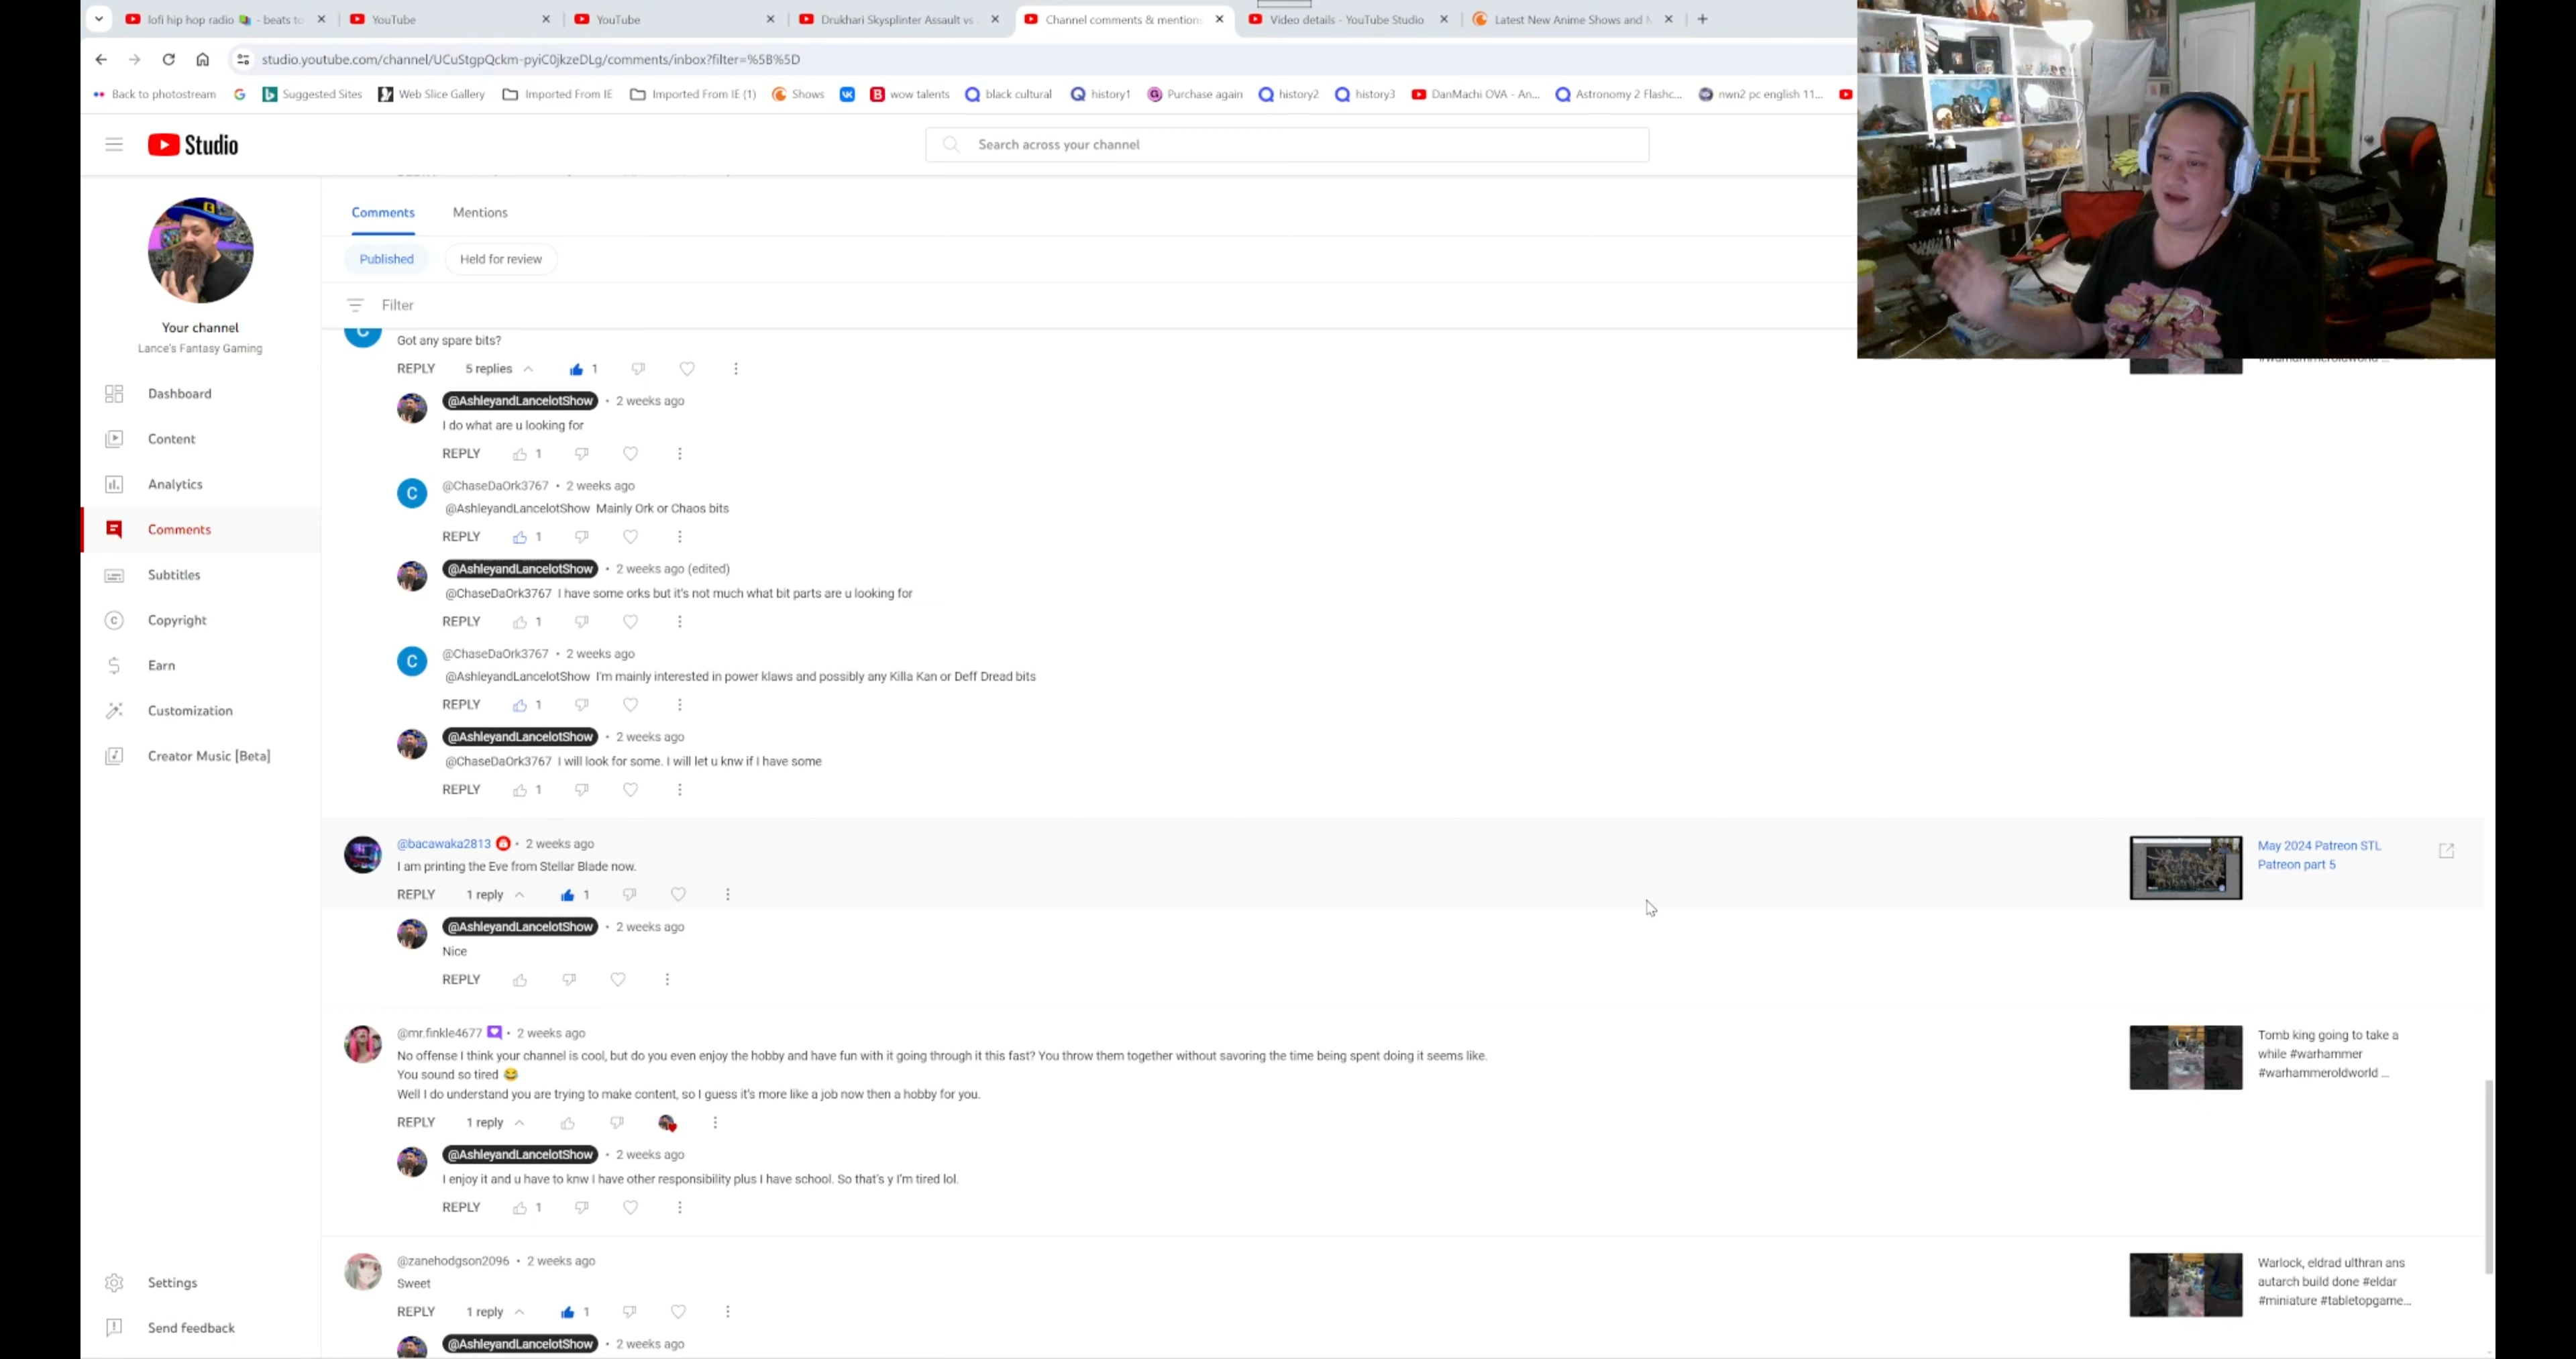 lofi hip hop radio 📚 - beats to
YouTube
YouTube
Drukhari Skysplinter Assault vs
Channel comments & mention
Video details - YouTube Studio
Latest New Anime Shows and
studio.youtube.com/channel/UCuStgpQckm-pyiC0jkzeDLg/comments/inbox?filter=%5B%5D
Back to photostream
Suggested Sites
Web Slice Gallery
Imported From IE
Imported From IE (1)
Shows
wow talents
black cultural
history1
Purchase again
history2
history3
DanMachi OVA - An...
Astronomy 2 Flashc...
nwn2 pc english 11...
Studio
Search across your channel
Your channel
Lance's Fantasy Gaming
Dashboard
Content
Analytics
Comments
Subtitles
Copyright
Earn
Customization
Creator Music [Beta]
Settings
Send feedback
Comments
Mentions
Published
Held for review
Filter
Got any spare bits?
REPLY 5 replies 1
@AshleyandLancelotShow • 2 weeks ago
I do what are u looking for
REPLY 1
@ChaseDaOrk3767 • 2 weeks ago
@AshleyandLancelotShow Mainly Ork or Chaos bits
REPLY 1
@AshleyandLancelotShow • 2 weeks ago (edited)
@ChaseDaOrk3767 I have some orks but it's not much what bit parts are u looking for
REPLY 1
@ChaseDaOrk3767 • 2 weeks ago
@AshleyandLancelotShow I'm mainly interested in power klaws and possibly any Killa Kan or Deff Dread bits
REPLY 1
@AshleyandLancelotShow • 2 weeks ago
@ChaseDaOrk3767 I will look for some. I will let u knw if I have some
REPLY 1
@bacawaka2813 • 2 weeks ago
I am printing the Eve from Stellar Blade now.
REPLY 1 reply 1
May 2024 Patreon STL
Patreon part 5
@AshleyandLancelotShow • 2 weeks ago
Nice
REPLY
@mr.finkle4677 • 2 weeks ago
No offense I think your channel is cool, but do you even enjoy the hobby and have fun with it going through it this fast? You throw them together without savoring the time being spent doing it seems like.
You sound so tired 😂
Well I do understand you are trying to make content, so I guess it's more like a job now then a hobby for you.
REPLY 1 reply
Tomb king going to take a
while #warhammer
#warhammeroldworld ...
@AshleyandLancelotShow • 2 weeks ago
I enjoy it and u have to knw I have other responsibility plus I have school. So that's y I'm tired lol.
REPLY 1
@zanehodgson2096 • 2 weeks ago
Sweet
REPLY 1 reply 1
Warlock, eldrad ulthran ans
autarch build done #eldar
#miniature #tabletopgame...
@AshleyandLancelotShow • 2 weeks ago